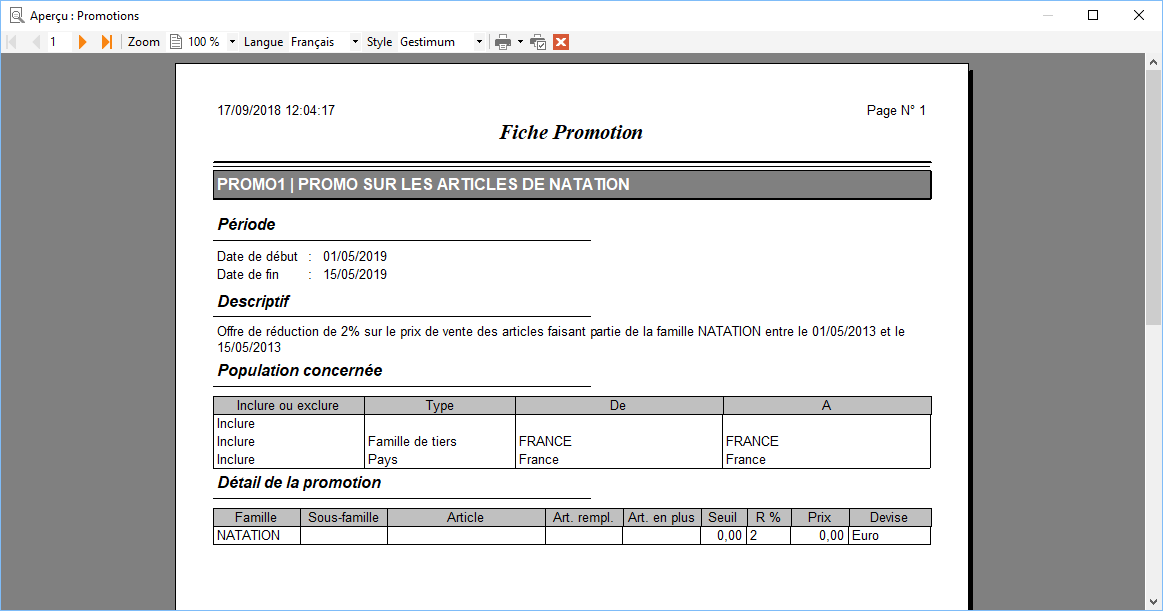 Aperçu : Promotions
1 Zoom 100 % Langue Français Style Gestimum
17/09/2018 12:04:17 Page N° 1
Fiche Promotion
PROMO1 | PROMO SUR LES ARTICLES DE NATATION
Période
Date de début : 01/05/2019
Date de fin : 15/05/2019
Descriptif
Offre de réduction de 2% sur le prix de vente des articles faisant partie de la famille NATATION entre le 01/05/2013 et le
15/05/2013
Population concernée
Inclure ou exclure Type De A
Inclure
Inclure Famille de tiers FRANCE FRANCE
Inclure Pays France France
Détail de la promotion
Famille Sous-famille Article Art. rempl. Art. en plus Seuil R % Prix Devise
NATATION 0,00 2 0,00 Euro